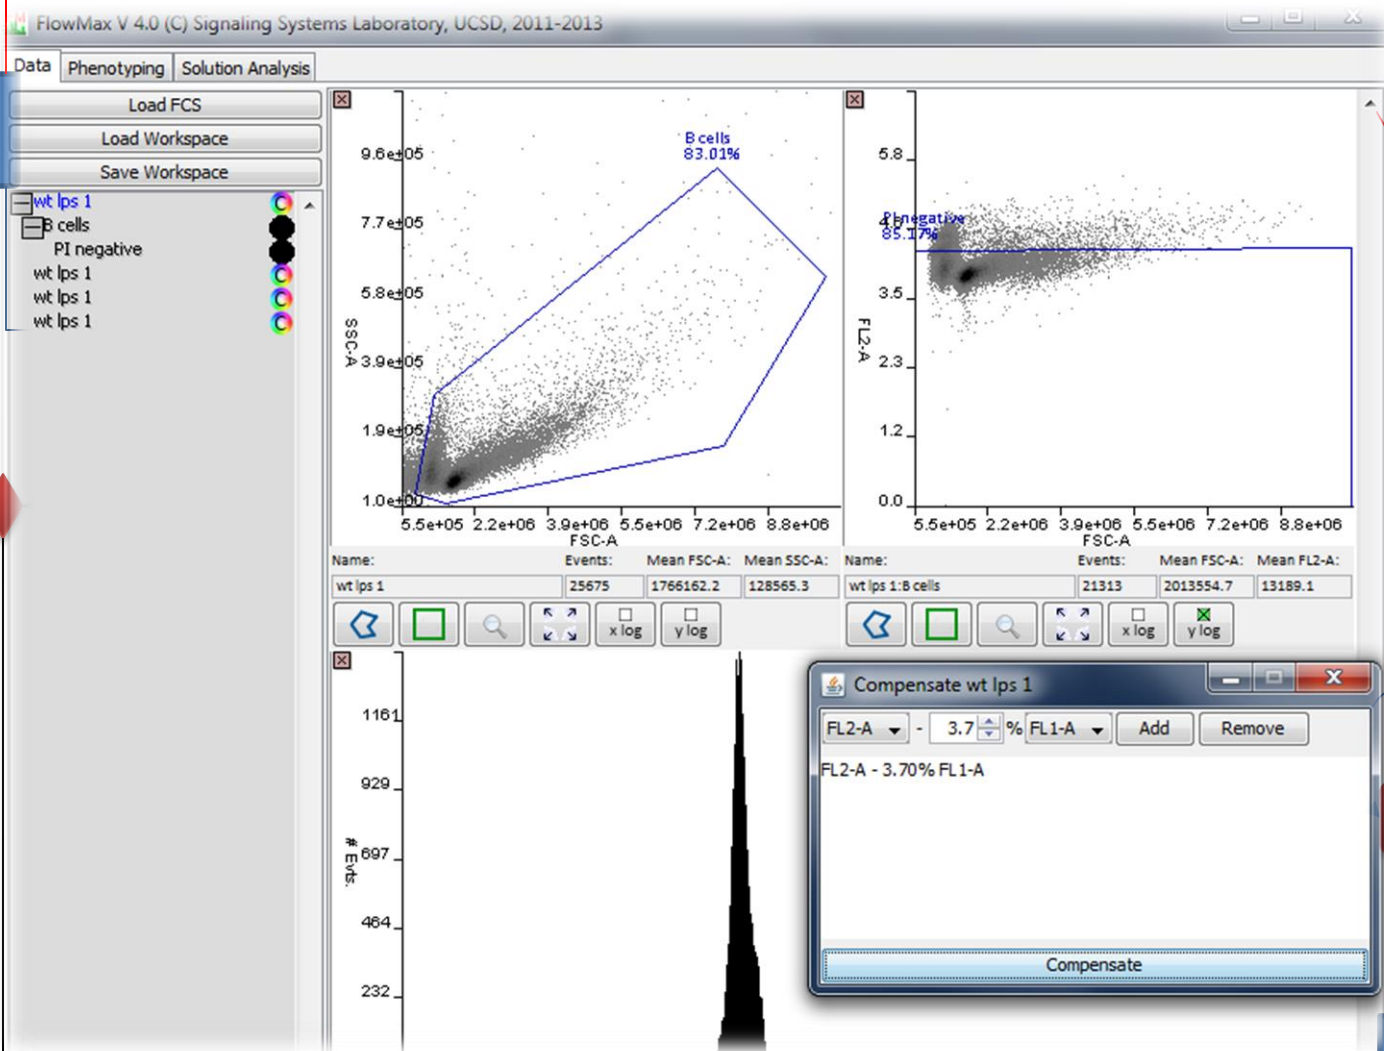 FlowMax V 4.0 (C) Signaling Systems Laboratory, UCSD, 2011-2013
Data Phenotyping Solution Analysis
Load FCS
Load Workspace
Save Workspace
wt lps 1
B cells
PI negative
wt lps 1
wt lps 1
wt lps 1
B cells
83.01%
9.6e+05
7.7e+05
5.8e+05
3.9e+05
1.9e+05
1.0e+00
SSC-A
5.5e+05 2.2e+06 3.9e+06 5.5e+06 7.2e+06 8.8e+06
FSC-A
Name: Events: Mean FSC-A: Mean SSC-A:
wt lps 1 25675 1766162.2 128565.3
x log y log
PI negative
85.17%
5.8
4.6
3.5
2.3
1.2
0.0
FL2-A
5.5e+05 2.2e+06 3.9e+06 5.5e+06 7.2e+06 8.8e+06
FSC-A
Name: Events: Mean FSC-A: Mean FL2-A:
wt lps 1:B cells 21313 2013554.7 13189.1
x log y log
1161
929
697
464
232
# Evts.
Compensate wt lps 1
FL2-A - 3.7 % FL1-A Add Remove
FL2-A - 3.70% FL1-A
Compensate